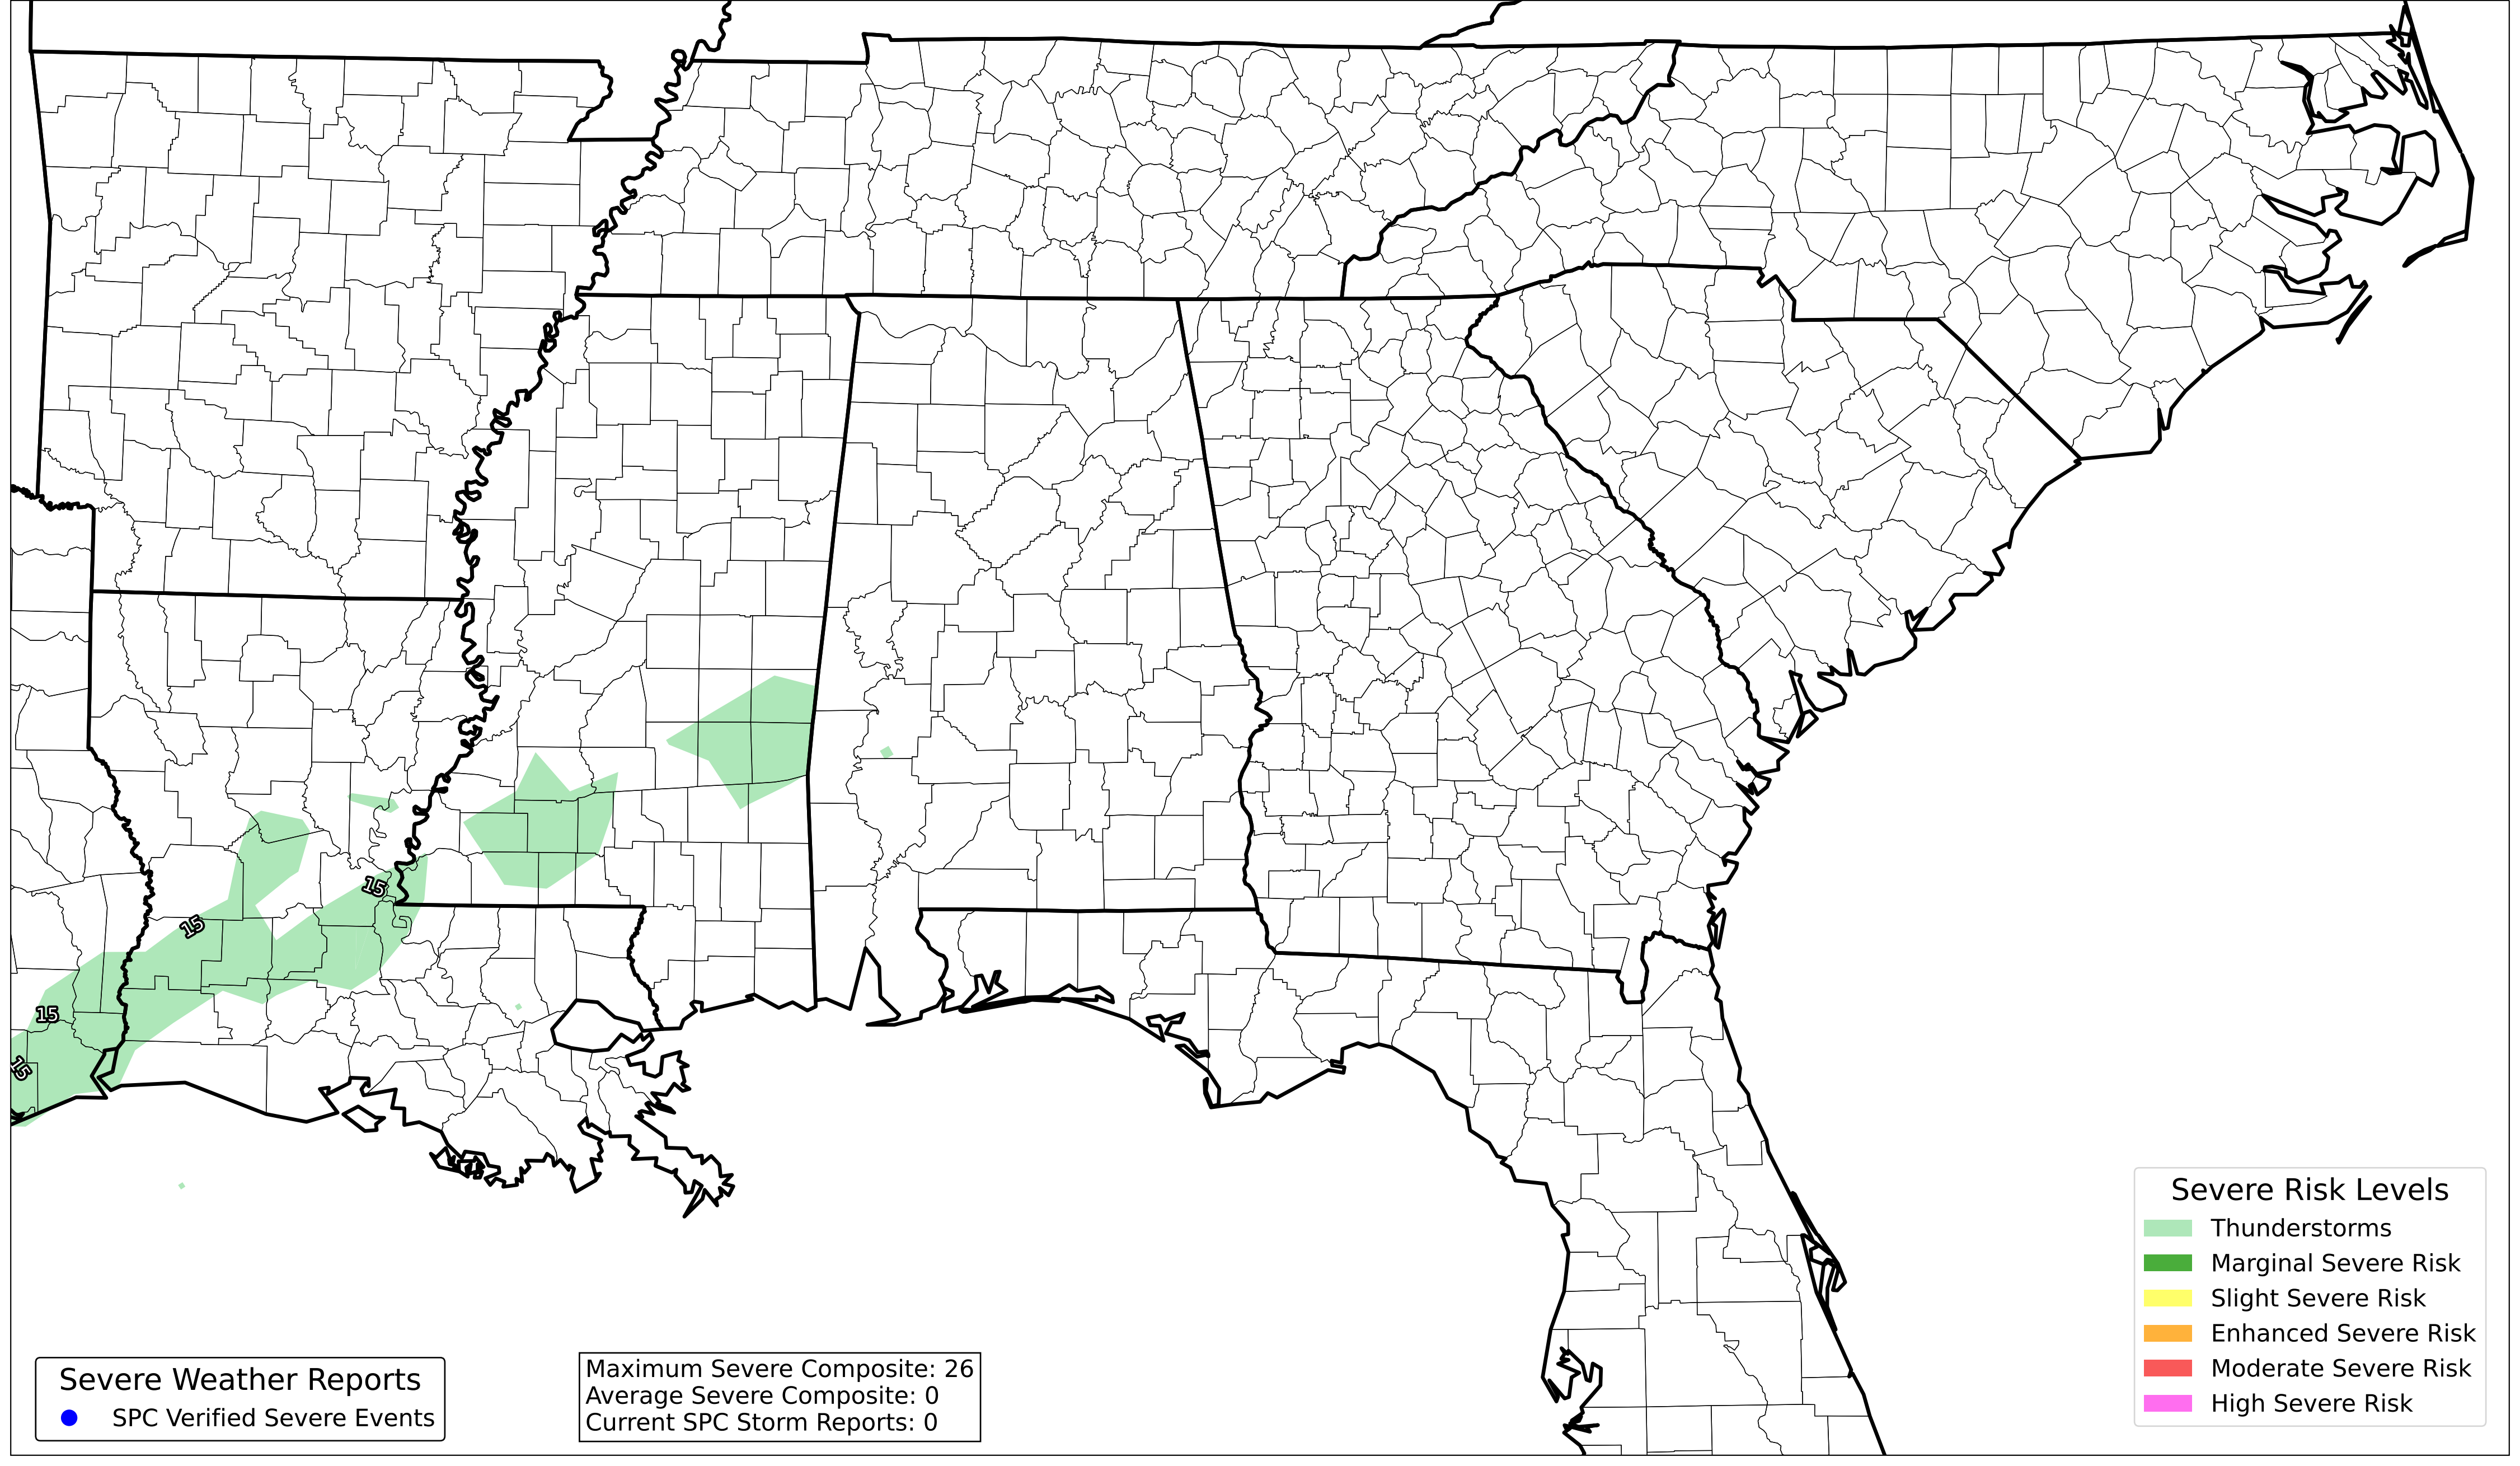 15
15
15
15
Severe Risk Levels
Thunderstorms
Marginal Severe Risk
Slight Severe Risk
Enhanced Severe Risk
Moderate Severe Risk
High Severe Risk
Severe Weather Reports
SPC Verified Severe Events
Maximum Severe Composite: 26
Average Severe Composite: 0
Current SPC Storm Reports: 0